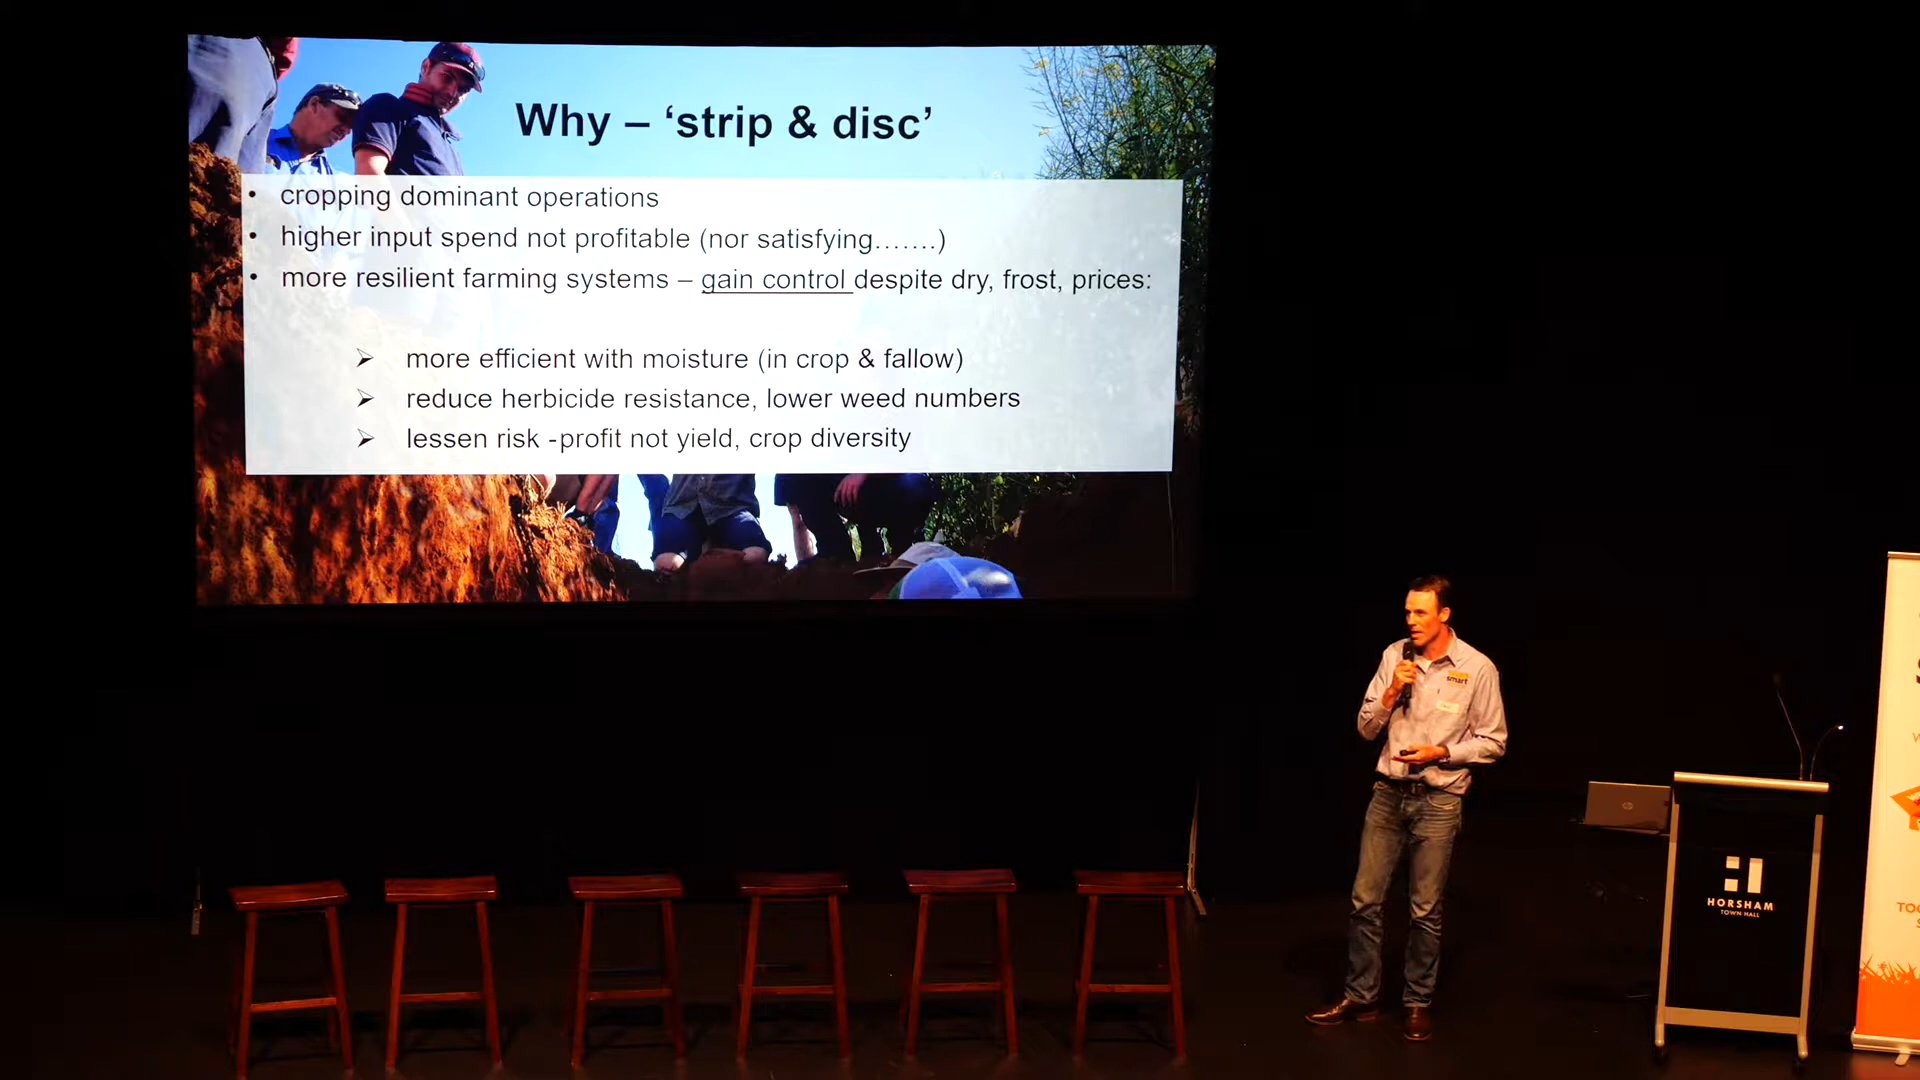 Why – ‘strip & disc’
• cropping dominant operations
• higher input spend not profitable (nor satisfying…….)
• more resilient farming systems – gain control despite dry, frost, prices:
➢ more efficient with moisture (in crop & fallow)
➢ reduce herbicide resistance, lower weed numbers
➢ lessen risk -profit not yield, crop diversity
smart
hp
HORSHAM
TOWN HALL